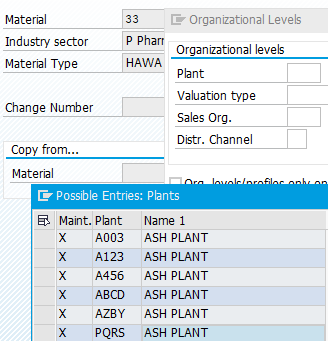 Material 33
Industry sector P Pharm
Material Type HAWA
Change Number
Copy from...
Material
Organizational Levels
Organizational levels
Plant
Valuation type
Sales Org.
Distr. Channel
Org. levels/profiles only on
Possible Entries: Plants
Maint. Plant Name 1
X A003 ASH PLANT
X A123 ASH PLANT
X A456 ASH PLANT
X ABCD ASH PLANT
X AZBY ASH PLANT
X PQRS ASH PLANT